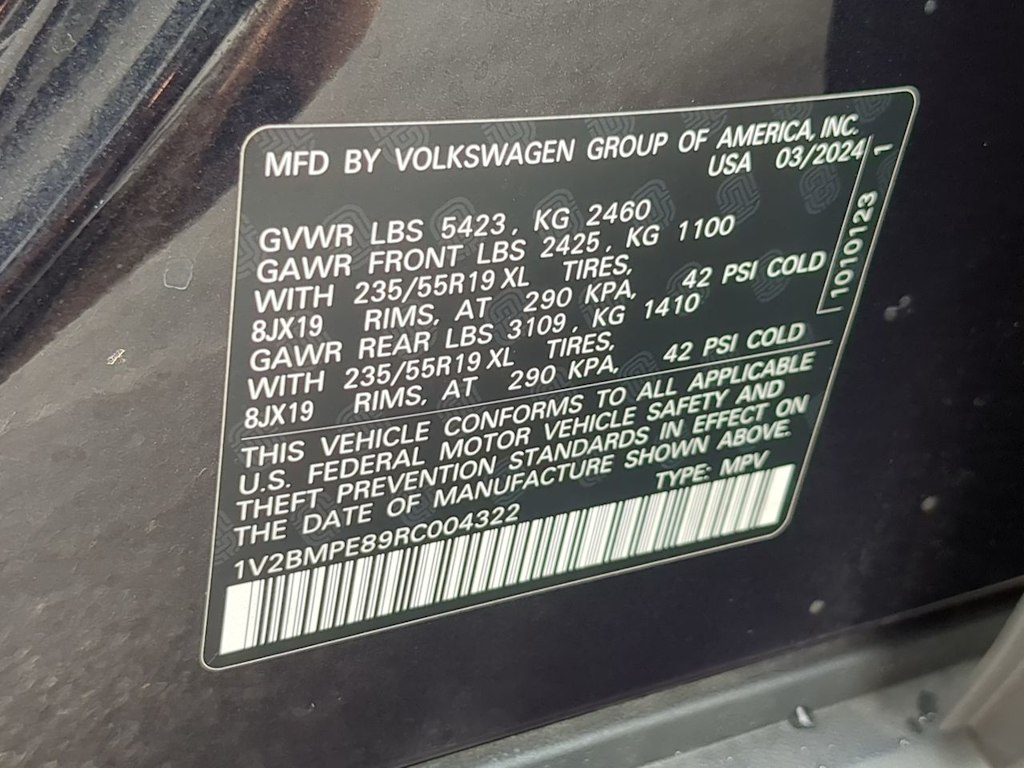 MFD BY VOLKSWAGEN GROUP OF AMERICA, INC.
USA 03/2024 1
GVWR LBS 5423, KG 2460
GAWR FRONT LBS 2425, KG 1100
WITH 235/55R19 XL TIRES,
8JX19 RIMS, AT 290 KPA, 42 PSI COLD
GAWR REAR LBS 3109, KG 1410
WITH 235/55R19 XL TIRES,
8JX19 RIMS, AT 290 KPA, 42 PSI COLD
1010123
THIS VEHICLE CONFORMS TO ALL APPLICABLE
U.S. FEDERAL MOTOR VEHICLE SAFETY AND
THEFT PREVENTION STANDARDS IN EFFECT ON
THE DATE OF MANUFACTURE SHOWN ABOVE.
TYPE: MPV
1V2BMPE89RC004322